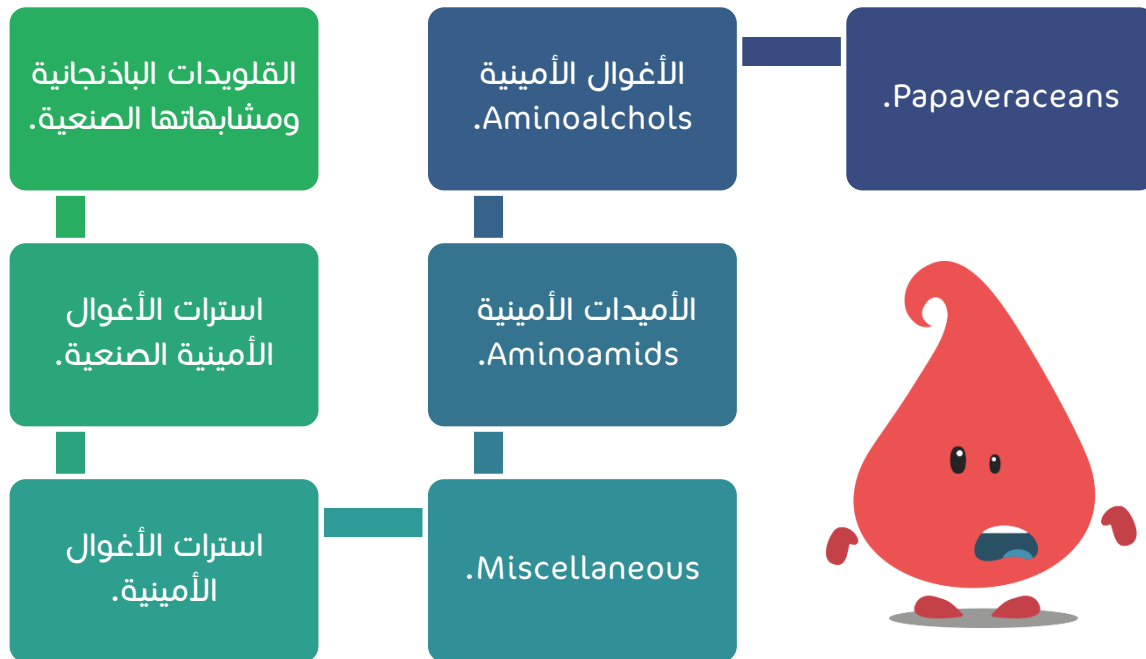 القلويدات الباذنجانية
ومشابهاتها الصنعية.
استرات الأغوال
الأمينية الصنعية.
استرات الأغوال
الأمينية.
Miscellaneous.
الأميدات الأمينية
Aminoamids.
الأغوال الأمينية
Aminoalchols.
Papaveraceans.